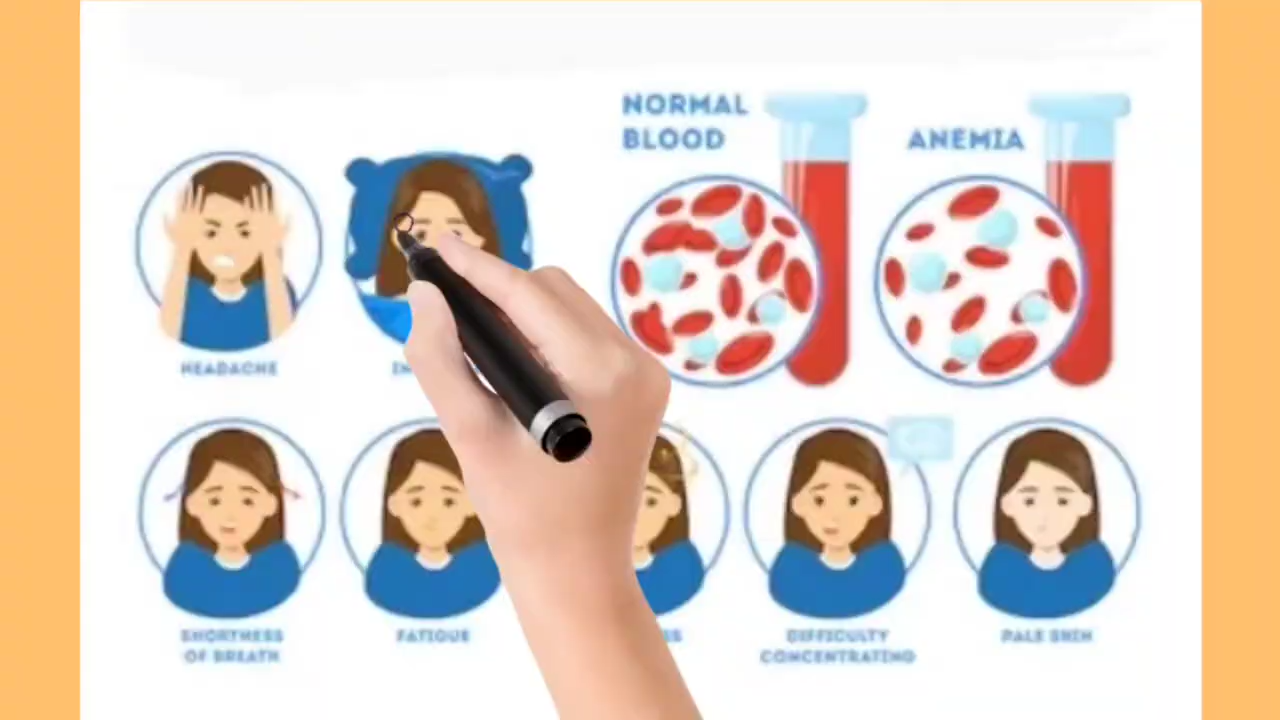 NORMAL
BLOOD
ANEMIA
HEADACHE
SHORTNESS
OF BREATH
FATIGUE
DIFFICULTY
CONCENTRATING
PALE SKIN